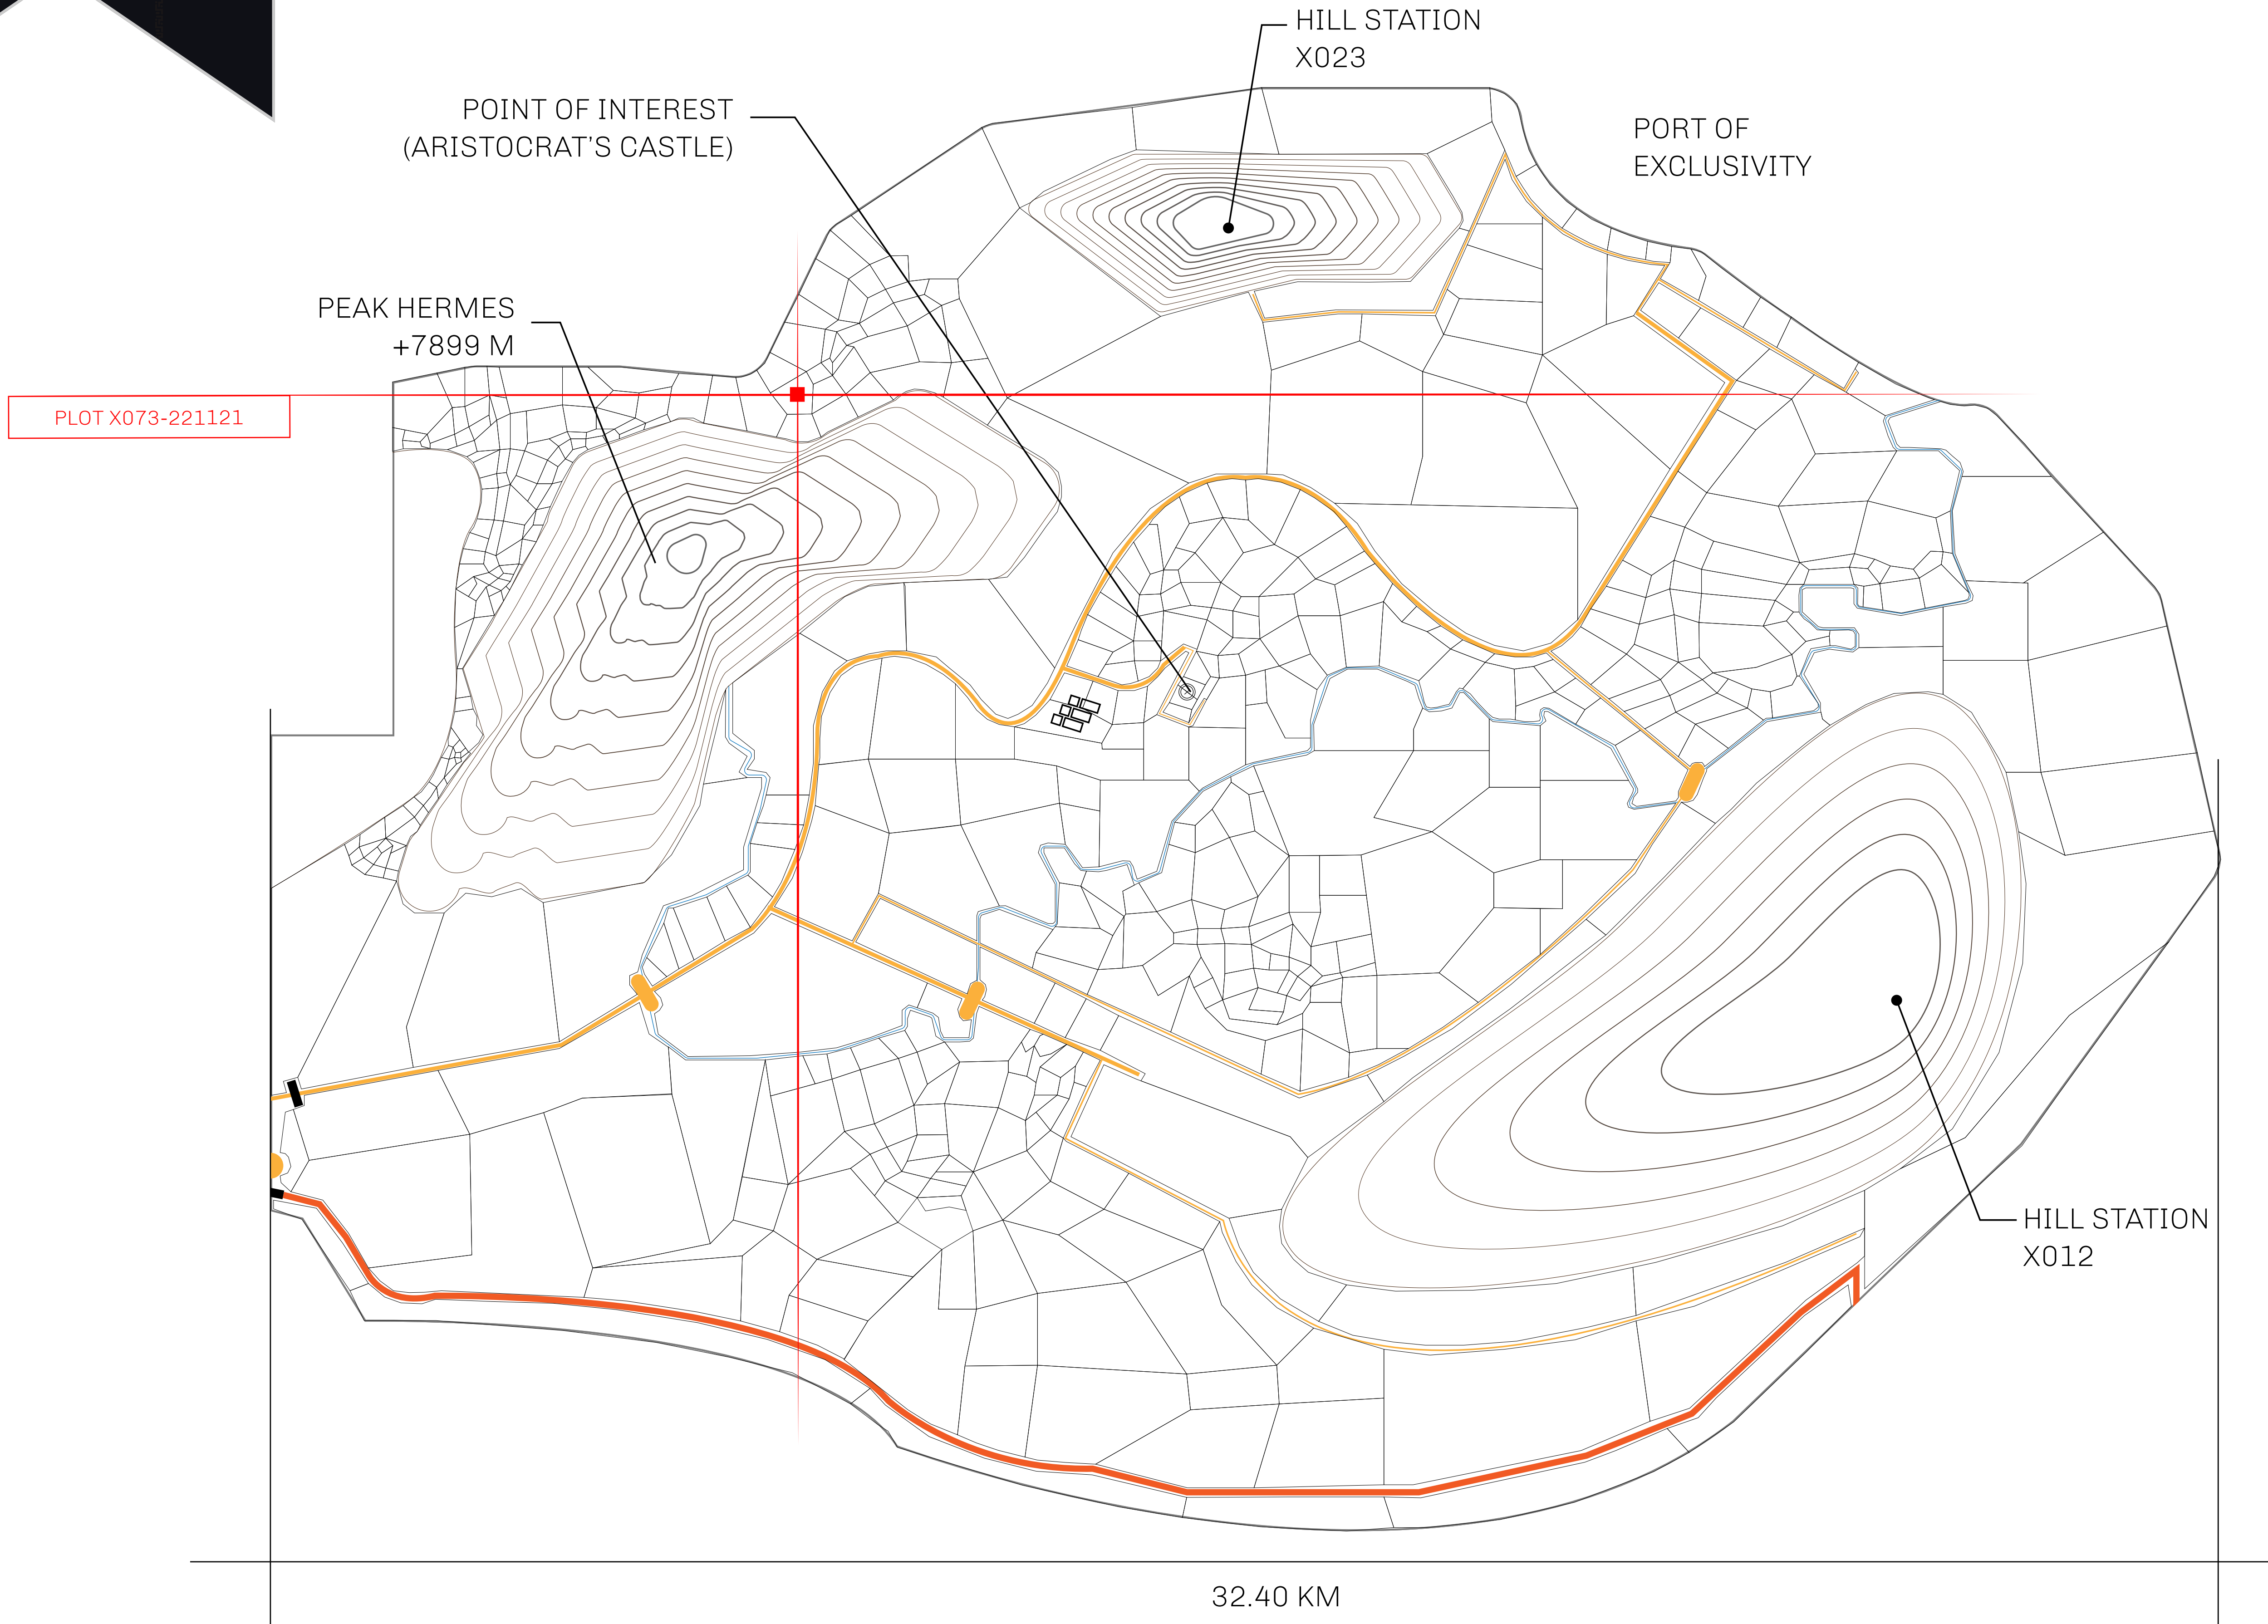 HILL STATION
X023
POINT OF INTEREST
(ARISTOCRAT'S CASTLE)
PORT OF
EXCLUSIVITY
PEAK HERMES
+7899 M
PLOT X073-221121
HILL STATION
X012
32.40 KM